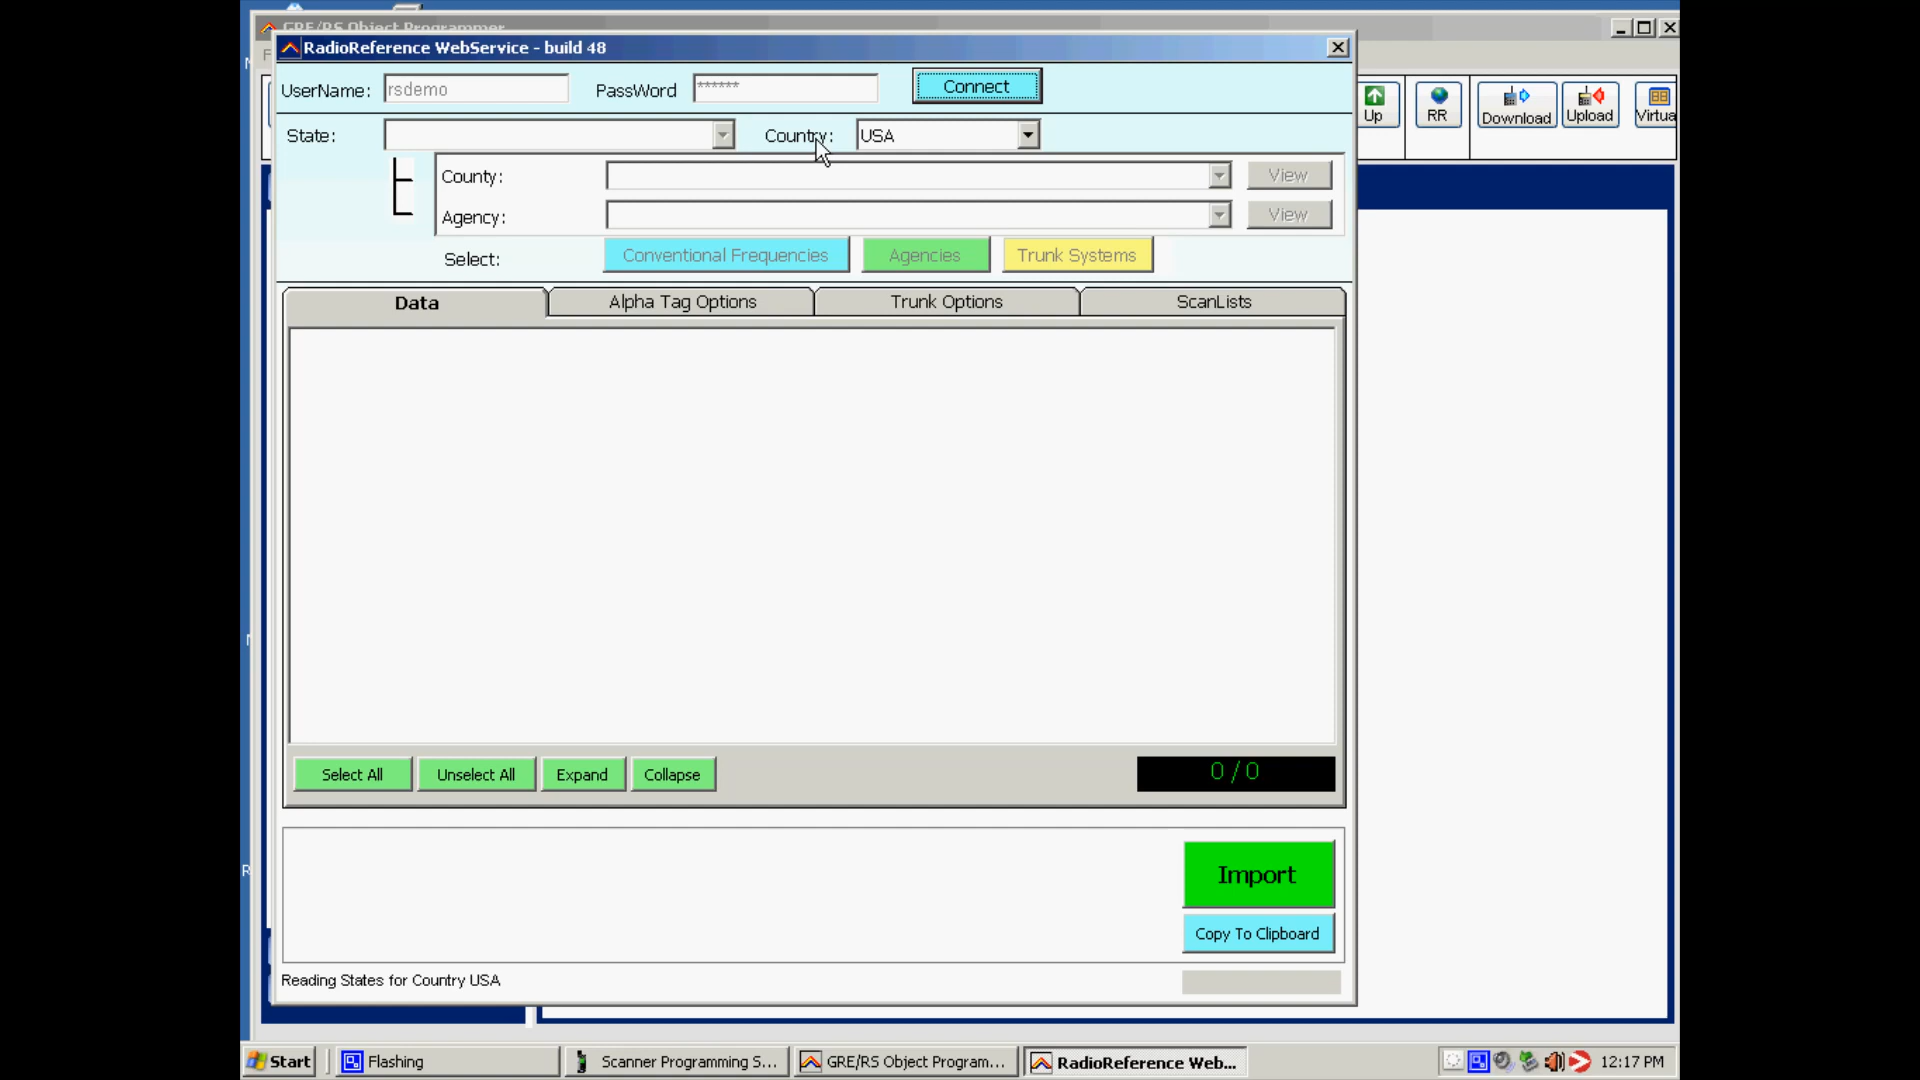 GRE/RS Object Programmer
RadioReference WebService - build 48
UserName: rsdemo PassWord ****** Connect
State: Country: USA
County: View
Agency: View
Select: Conventional Frequencies Agencies Trunk Systems
Up RR Download Upload Virtua
Data Alpha Tag Options Trunk Options ScanLists
Select All Unselect All Expand Collapse 0 / 0
Import
Copy To Clipboard
Reading States for Country USA
Start Flashing Scanner Programming S... GRE/RS Object Program... RadioReference Web... 12:17 PM